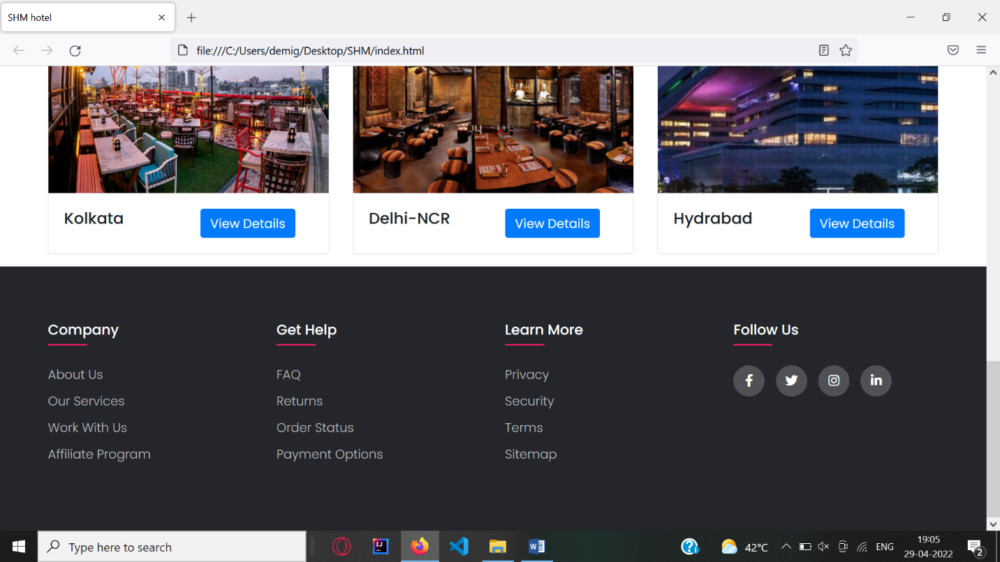 SHM hotel
file:///C:/Users/demig/Desktop/SHM/index.html
Kolkata
View Details
Delhi-NCR
View Details
Hydrabad
View Details
Company
About Us
Our Services
Work With Us
Affiliate Program
Get Help
FAQ
Returns
Order Status
Payment Options
Learn More
Privacy
Security
Terms
Sitemap
Follow Us
f
in
Type here to search
IJ
W
?
42°C
ENG
19:05
29-04-2022
2